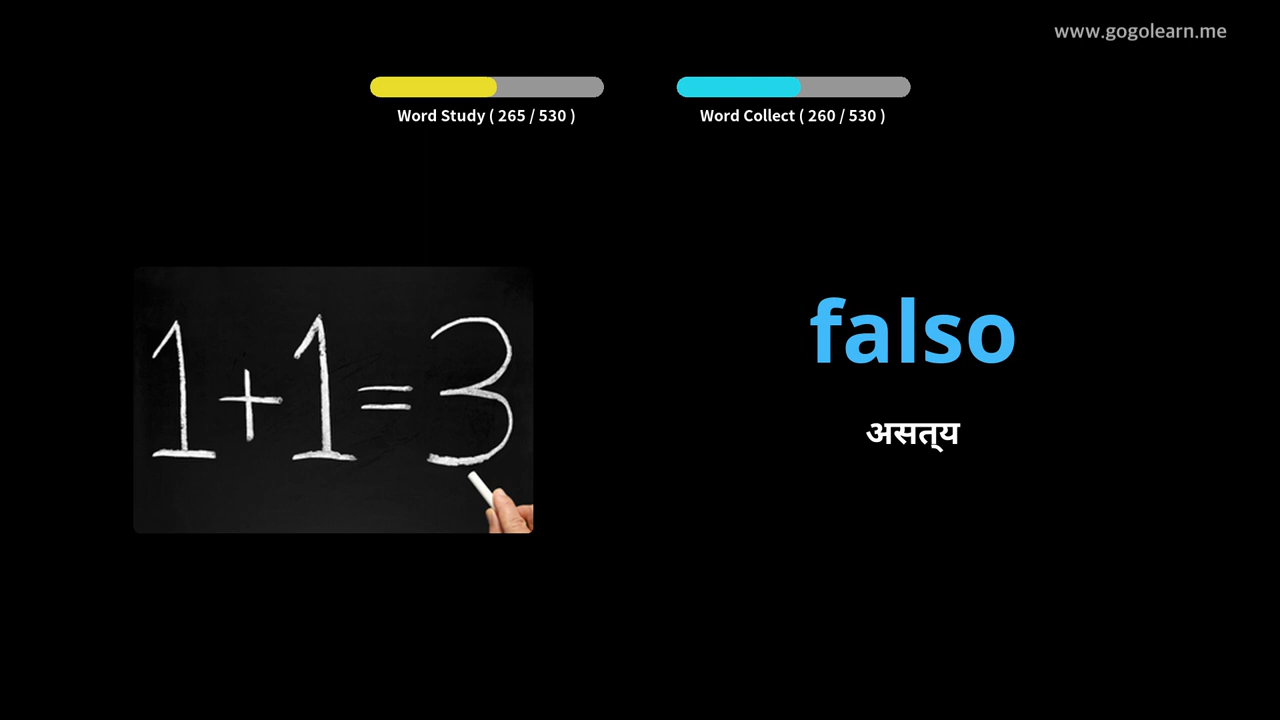 www.gogolearn.me
Word Study ( 265 / 530 )
Word Collect ( 260 / 530 )
1+1=3
falso
असत्य